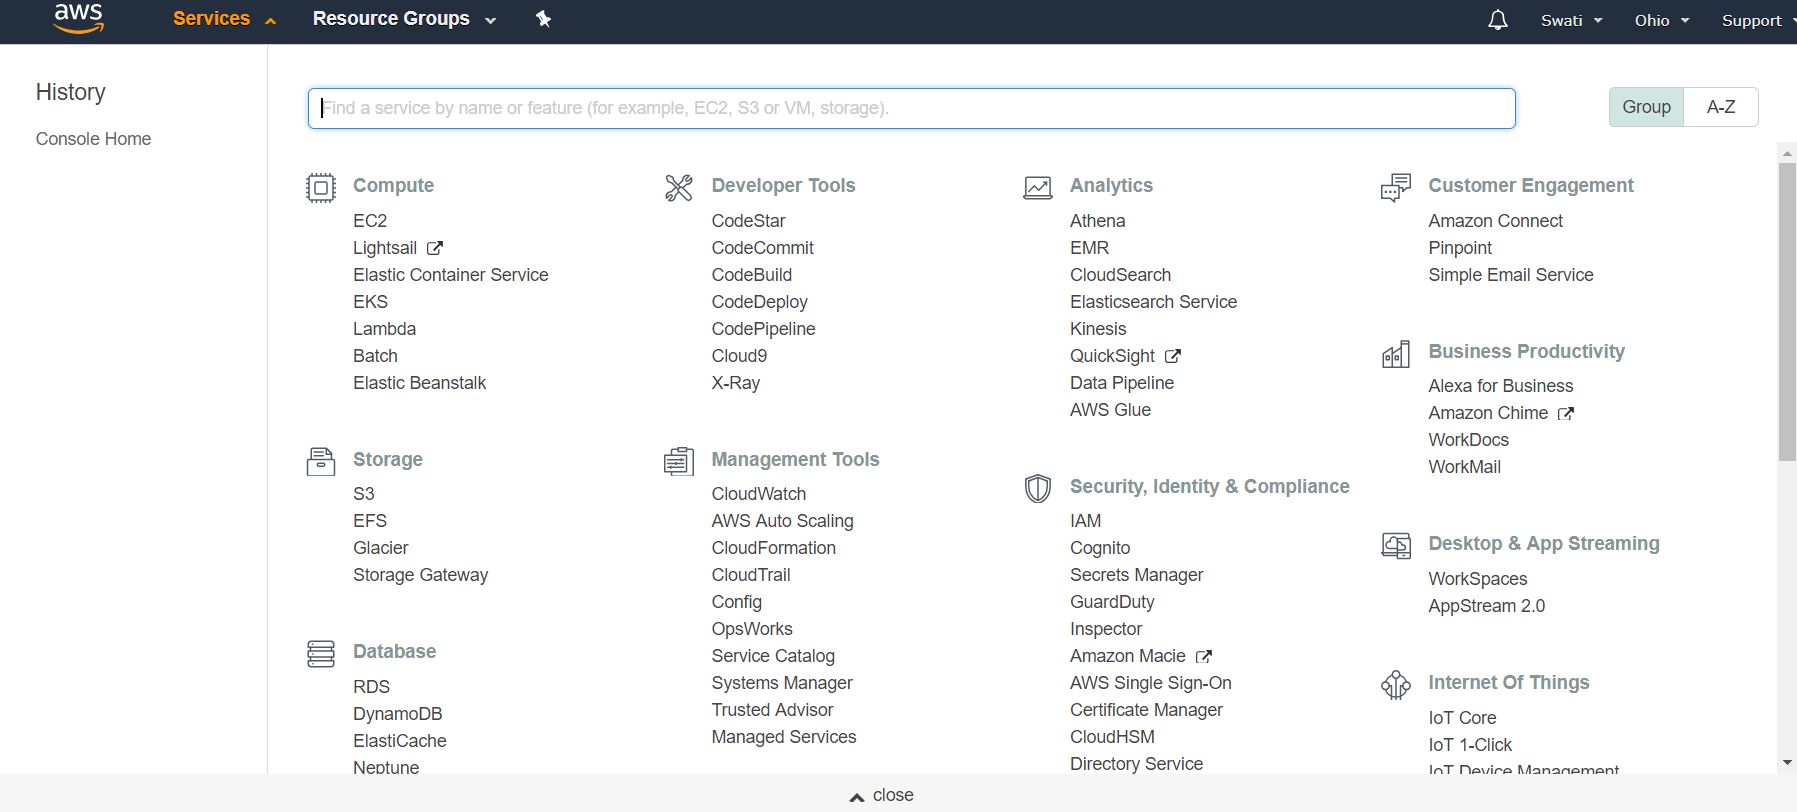 aws
Services
Resource Groups
Swati
Ohio
Support
History
Console Home
Find a service by name or feature (for example, EC2, S3 or VM, storage).
Group
A-Z
Compute
EC2
Lightsail
Elastic Container Service
EKS
Lambda
Batch
Elastic Beanstalk
Storage
S3
EFS
Glacier
Storage Gateway
Database
RDS
DynamoDB
ElastiCache
Neptune
Developer Tools
CodeStar
CodeCommit
CodeBuild
CodeDeploy
CodePipeline
Cloud9
X-Ray
Management Tools
CloudWatch
AWS Auto Scaling
CloudFormation
CloudTrail
Config
OpsWorks
Service Catalog
Systems Manager
Trusted Advisor
Managed Services
Analytics
Athena
EMR
CloudSearch
Elasticsearch Service
Kinesis
QuickSight
Data Pipeline
AWS Glue
Security, Identity & Compliance
IAM
Cognito
Secrets Manager
GuardDuty
Inspector
Amazon Macie
AWS Single Sign-On
Certificate Manager
CloudHSM
Directory Service
Customer Engagement
Amazon Connect
Pinpoint
Simple Email Service
Business Productivity
Alexa for Business
Amazon Chime
WorkDocs
WorkMail
Desktop & App Streaming
WorkSpaces
AppStream 2.0
Internet Of Things
IoT Core
IoT 1-Click
IoT Device Management
close